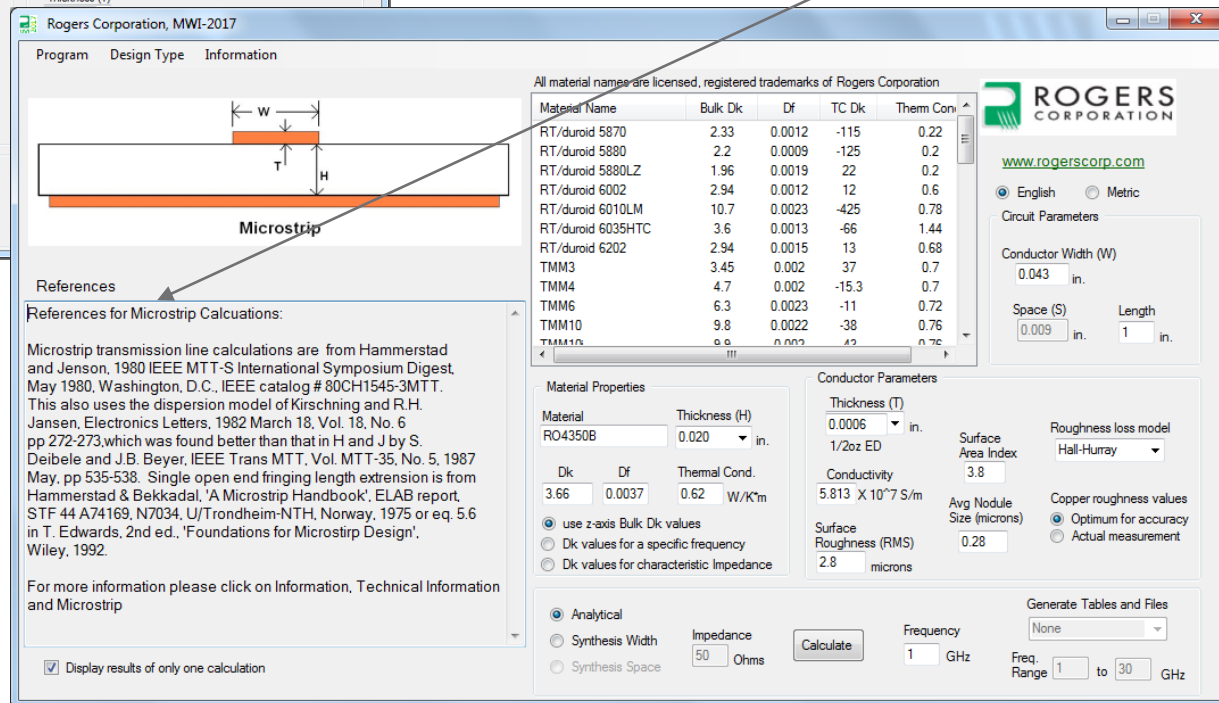 Thickness (T)
Rogers Corporation, MWI-2017
Program Design Type Information
W
T
H
Microstrip
References
References for Microstrip Calcuations:
Microstrip transmission line calculations are from Hammerstad
and Jenson, 1980 IEEE MTT-S International Symposium Digest,
May 1980, Washington, D.C., IEEE catalog # 80CH1545-3MTT.
This also uses the dispersion model of Kirschning and R.H.
Jansen, Electronics Letters, 1982 March 18, Vol. 18, No. 6
pp 272-273,which was found better than that in H and J by S.
Deibele and J.B. Beyer, IEEE Trans MTT, Vol. MTT-35, No. 5, 1987
May, pp 535-538. Single open end fringing length extrension is from
Hammerstad & Bekkadal, 'A Microstrip Handbook', ELAB report,
STF 44 A74169, N7034, U/Trondheim-NTH, Norway, 1975 or eq. 5.6
in T. Edwards, 2nd ed., 'Foundations for Microstirp Design',
Wiley, 1992.
For more information please click on Information, Technical Information
and Microstrip
Display results of only one calculation
All material names are licensed, registered trademarks of Rogers Corporation
Material Name Bulk Dk Df TC Dk Therm Con
RT/duroid 5870 2.33 0.0012 -115 0.22
RT/duroid 5880 2.2 0.0009 -125 0.2
RT/duroid 5880LZ 1.96 0.0019 22 0.2
RT/duroid 6002 2.94 0.0012 12 0.6
RT/duroid 6010LM 10.7 0.0023 -425 0.78
RT/duroid 6035HTC 3.6 0.0013 -66 1.44
RT/duroid 6202 2.94 0.0015 13 0.68
TMM3 3.45 0.002 37 0.7
TMM4 4.7 0.002 -15.3 0.7
TMM6 6.3 0.0023 -11 0.72
TMM10 9.8 0.0022 -38 0.76
TMM10i 9.9 0.002 -43 0.76
ROGERS
CORPORATION
www.rogerscorp.com
English Metric
Circuit Parameters
Conductor Width (W)
0.043 in.
Space (S) Length
0.009 in. 1 in.
Material Properties
Material Thickness (H)
RO4350B 0.020 in.
Dk Df Thermal Cond.
3.66 0.0037 0.62 W/K*m
use z-axis Bulk Dk values
Dk values for a specific frequency
Dk values for characteristic Impedance
Conductor Parameters
Thickness (T)
0.0006 in.
1/2oz ED
Conductivity
5.813 X 10^7 S/m
Surface
Roughness (RMS)
2.8 microns
Surface
Area Index
3.8
Avg Nodule
Size (microns)
0.28
Roughness loss model
Hall-Hurray
Copper roughness values
Optimum for accuracy
Actual measurement
Analytical
Synthesis Width
Synthesis Space
Impedance
50 Ohms
Calculate
Frequency
1 GHz
Generate Tables and Files
None
Freq.
Range 1 to 30 GHz